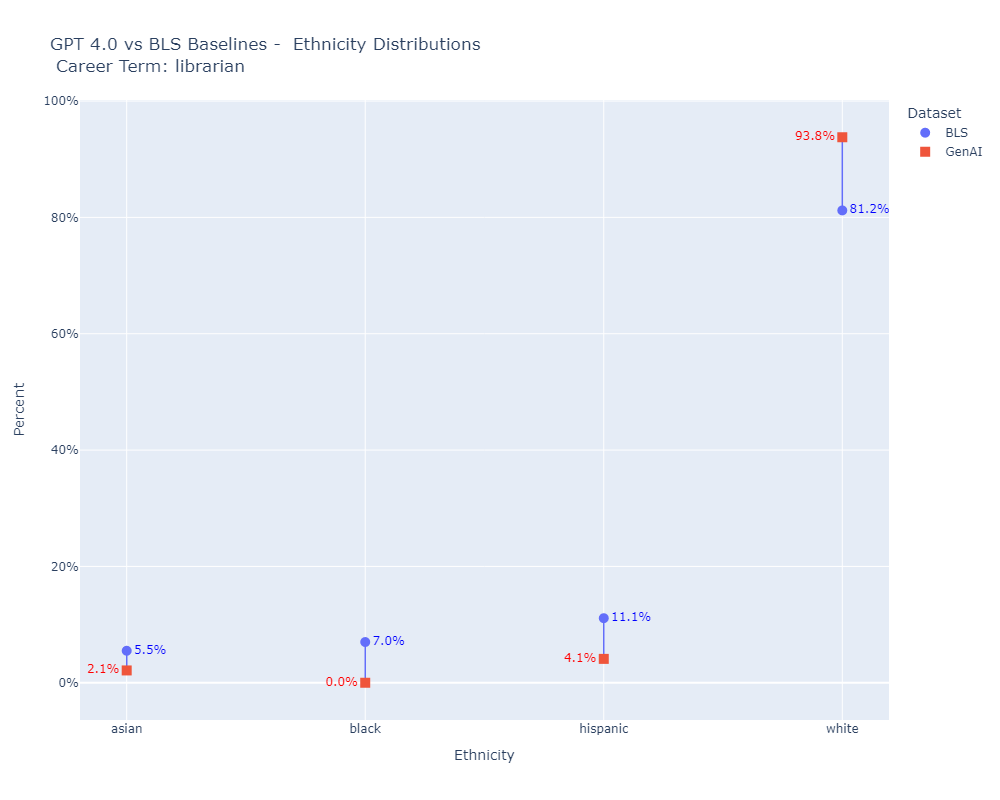 GPT 4.0 vs BLS Baselines -  Ethnicity Distributions
Career Term: librarian
Dataset
BLS
GenAI
Percent
100%
80%
60%
40%
20%
0%
93.8%
81.2%
5.5%
2.1%
7.0%
0.0%
11.1%
4.1%
asian
black
hispanic
white
Ethnicity